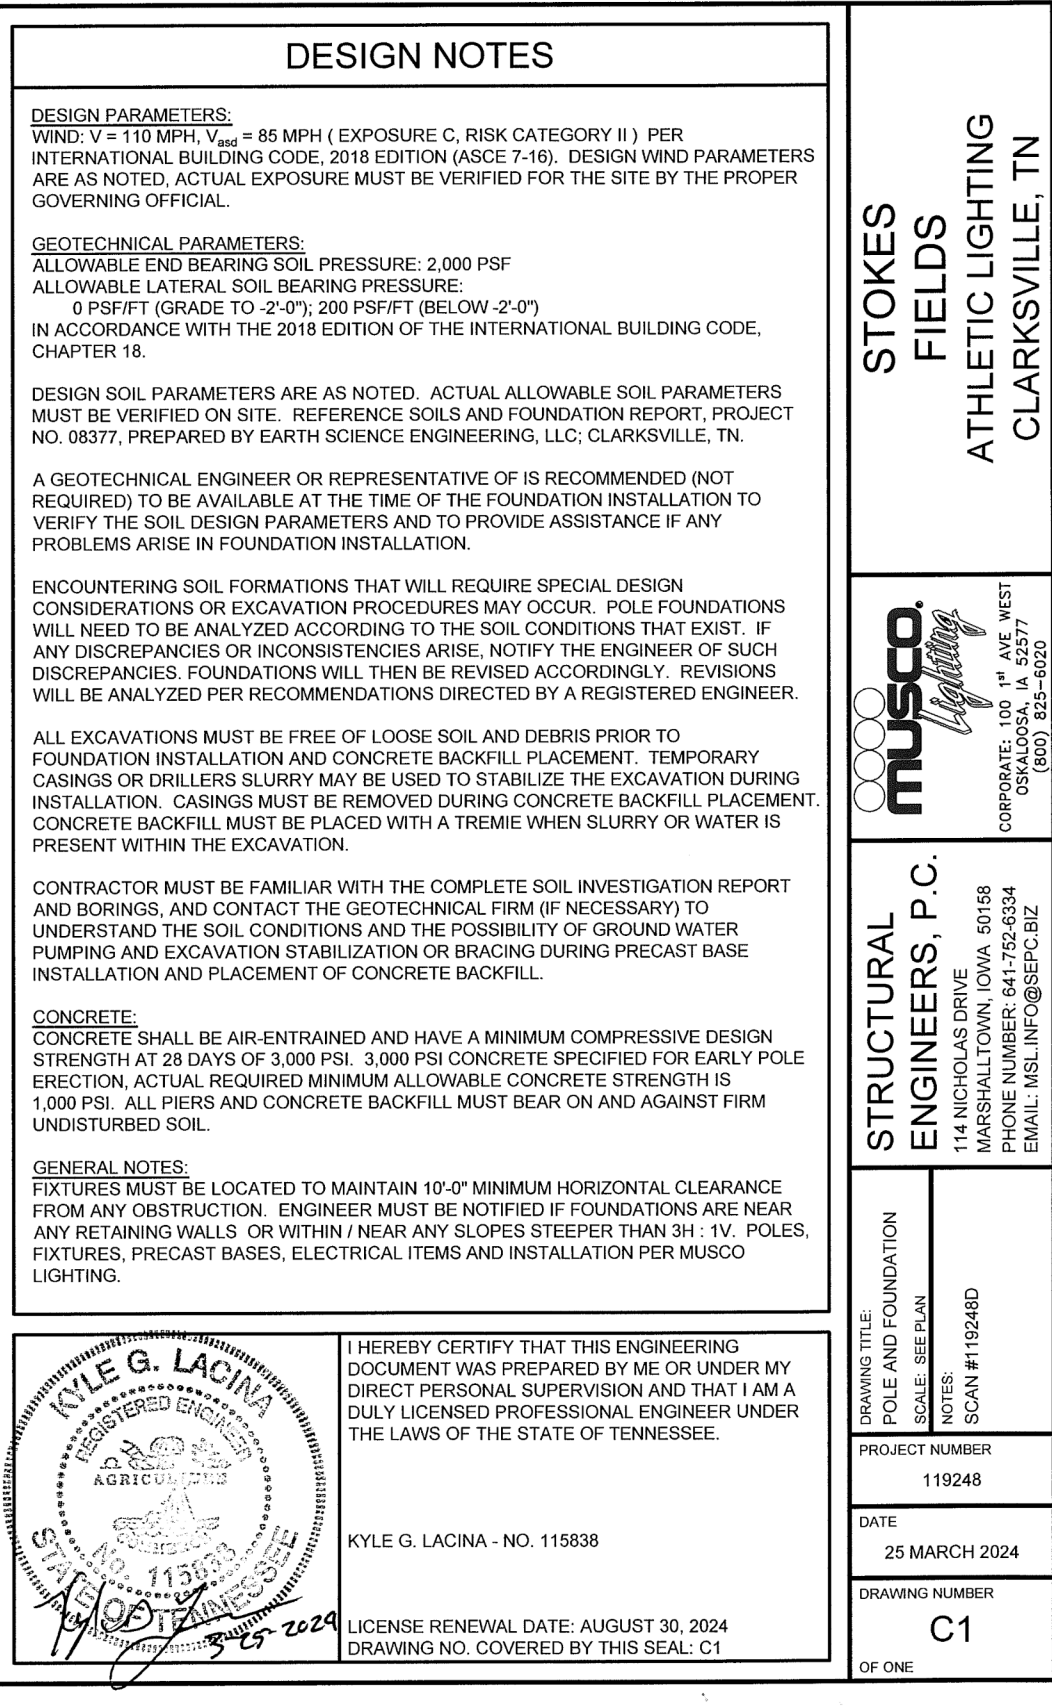 DESIGN NOTES
DESIGN PARAMETERS:
WIND: V = 110 MPH, Vasd = 85 MPH ( EXPOSURE C, RISK CATEGORY II ) PER
INTERNATIONAL BUILDING CODE, 2018 EDITION (ASCE 7-16). DESIGN WIND PARAMETERS
ARE AS NOTED, ACTUAL EXPOSURE MUST BE VERIFIED FOR THE SITE BY THE PROPER
GOVERNING OFFICIAL.
GEOTECHNICAL PARAMETERS:
ALLOWABLE END BEARING SOIL PRESSURE: 2,000 PSF
ALLOWABLE LATERAL SOIL BEARING PRESSURE:
0 PSF/FT (GRADE TO -2'-0"); 200 PSF/FT (BELOW -2'-0")
IN ACCORDANCE WITH THE 2018 EDITION OF THE INTERNATIONAL BUILDING CODE,
CHAPTER 18.
DESIGN SOIL PARAMETERS ARE AS NOTED. ACTUAL ALLOWABLE SOIL PARAMETERS
MUST BE VERIFIED ON SITE. REFERENCE SOILS AND FOUNDATION REPORT, PROJECT
NO. 08377, PREPARED BY EARTH SCIENCE ENGINEERING, LLC; CLARKSVILLE, TN.
A GEOTECHNICAL ENGINEER OR REPRESENTATIVE OF IS RECOMMENDED (NOT
REQUIRED) TO BE AVAILABLE AT THE TIME OF THE FOUNDATION INSTALLATION TO
VERIFY THE SOIL DESIGN PARAMETERS AND TO PROVIDE ASSISTANCE IF ANY
PROBLEMS ARISE IN FOUNDATION INSTALLATION.
ENCOUNTERING SOIL FORMATIONS THAT WILL REQUIRE SPECIAL DESIGN
CONSIDERATIONS OR EXCAVATION PROCEDURES MAY OCCUR. POLE FOUNDATIONS
WILL NEED TO BE ANALYZED ACCORDING TO THE SOIL CONDITIONS THAT EXIST. IF
ANY DISCREPANCIES OR INCONSISTENCIES ARISE, NOTIFY THE ENGINEER OF SUCH
DISCREPANCIES. FOUNDATIONS WILL THEN BE REVISED ACCORDINGLY. REVISIONS
WILL BE ANALYZED PER RECOMMENDATIONS DIRECTED BY A REGISTERED ENGINEER.
ALL EXCAVATIONS MUST BE FREE OF LOOSE SOIL AND DEBRIS PRIOR TO
FOUNDATION INSTALLATION AND CONCRETE BACKFILL PLACEMENT. TEMPORARY
CASINGS OR DRILLERS SLURRY MAY BE USED TO STABILIZE THE EXCAVATION DURING
INSTALLATION. CASINGS MUST BE REMOVED DURING CONCRETE BACKFILL PLACEMENT.
CONCRETE BACKFILL MUST BE PLACED WITH A TREMIE WHEN SLURRY OR WATER IS
PRESENT WITHIN THE EXCAVATION.
CONTRACTOR MUST BE FAMILIAR WITH THE COMPLETE SOIL INVESTIGATION REPORT
AND BORINGS, AND CONTACT THE GEOTECHNICAL FIRM (IF NECESSARY) TO
UNDERSTAND THE SOIL CONDITIONS AND THE POSSIBILITY OF GROUND WATER
PUMPING AND EXCAVATION STABILIZATION OR BRACING DURING PRECAST BASE
INSTALLATION AND PLACEMENT OF CONCRETE BACKFILL.
CONCRETE:
CONCRETE SHALL BE AIR-ENTRAINED AND HAVE A MINIMUM COMPRESSIVE DESIGN
STRENGTH AT 28 DAYS OF 3,000 PSI. 3,000 PSI CONCRETE SPECIFIED FOR EARLY POLE
ERECTION, ACTUAL REQUIRED MINIMUM ALLOWABLE CONCRETE STRENGTH IS
1,000 PSI. ALL PIERS AND CONCRETE BACKFILL MUST BEAR ON AND AGAINST FIRM
UNDISTURBED SOIL.
GENERAL NOTES:
FIXTURES MUST BE LOCATED TO MAINTAIN 10'-0" MINIMUM HORIZONTAL CLEARANCE
FROM ANY OBSTRUCTION. ENGINEER MUST BE NOTIFIED IF FOUNDATIONS ARE NEAR
ANY RETAINING WALLS OR WITHIN / NEAR ANY SLOPES STEEPER THAN 3H : 1V. POLES,
FIXTURES, PRECAST BASES, ELECTRICAL ITEMS AND INSTALLATION PER MUSCO
LIGHTING.
KYLE G. LACINA
REGISTERED ENGINEER
AGRICULTURE
COMMERCE
No. 115838
STATE OF TENNESSEE
3-25-2024
I HEREBY CERTIFY THAT THIS ENGINEERING
DOCUMENT WAS PREPARED BY ME OR UNDER MY
DIRECT PERSONAL SUPERVISION AND THAT I AM A
DULY LICENSED PROFESSIONAL ENGINEER UNDER
THE LAWS OF THE STATE OF TENNESSEE.
KYLE G. LACINA - NO. 115838
LICENSE RENEWAL DATE: AUGUST 30, 2024
DRAWING NO. COVERED BY THIS SEAL: C1
STOKES
FIELDS
ATHLETIC LIGHTING
CLARKSVILLE, TN
musco®
Lighting
CORPORATE: 100 1st AVE WEST
OSKALOOSA, IA 52577
(800) 825-6020
STRUCTURAL
ENGINEERS, P.C.
114 NICHOLAS DRIVE
MARSHALLTOWN, IOWA 50158
PHONE NUMBER: 641-752-6334
EMAIL: MSL.INFO@SEPC.BIZ
DRAWING TITLE:
POLE AND FOUNDATION
SCALE: SEE PLAN
NOTES:
SCAN #119248D
PROJECT NUMBER
119248
DATE
25 MARCH 2024
DRAWING NUMBER
C1
OF ONE